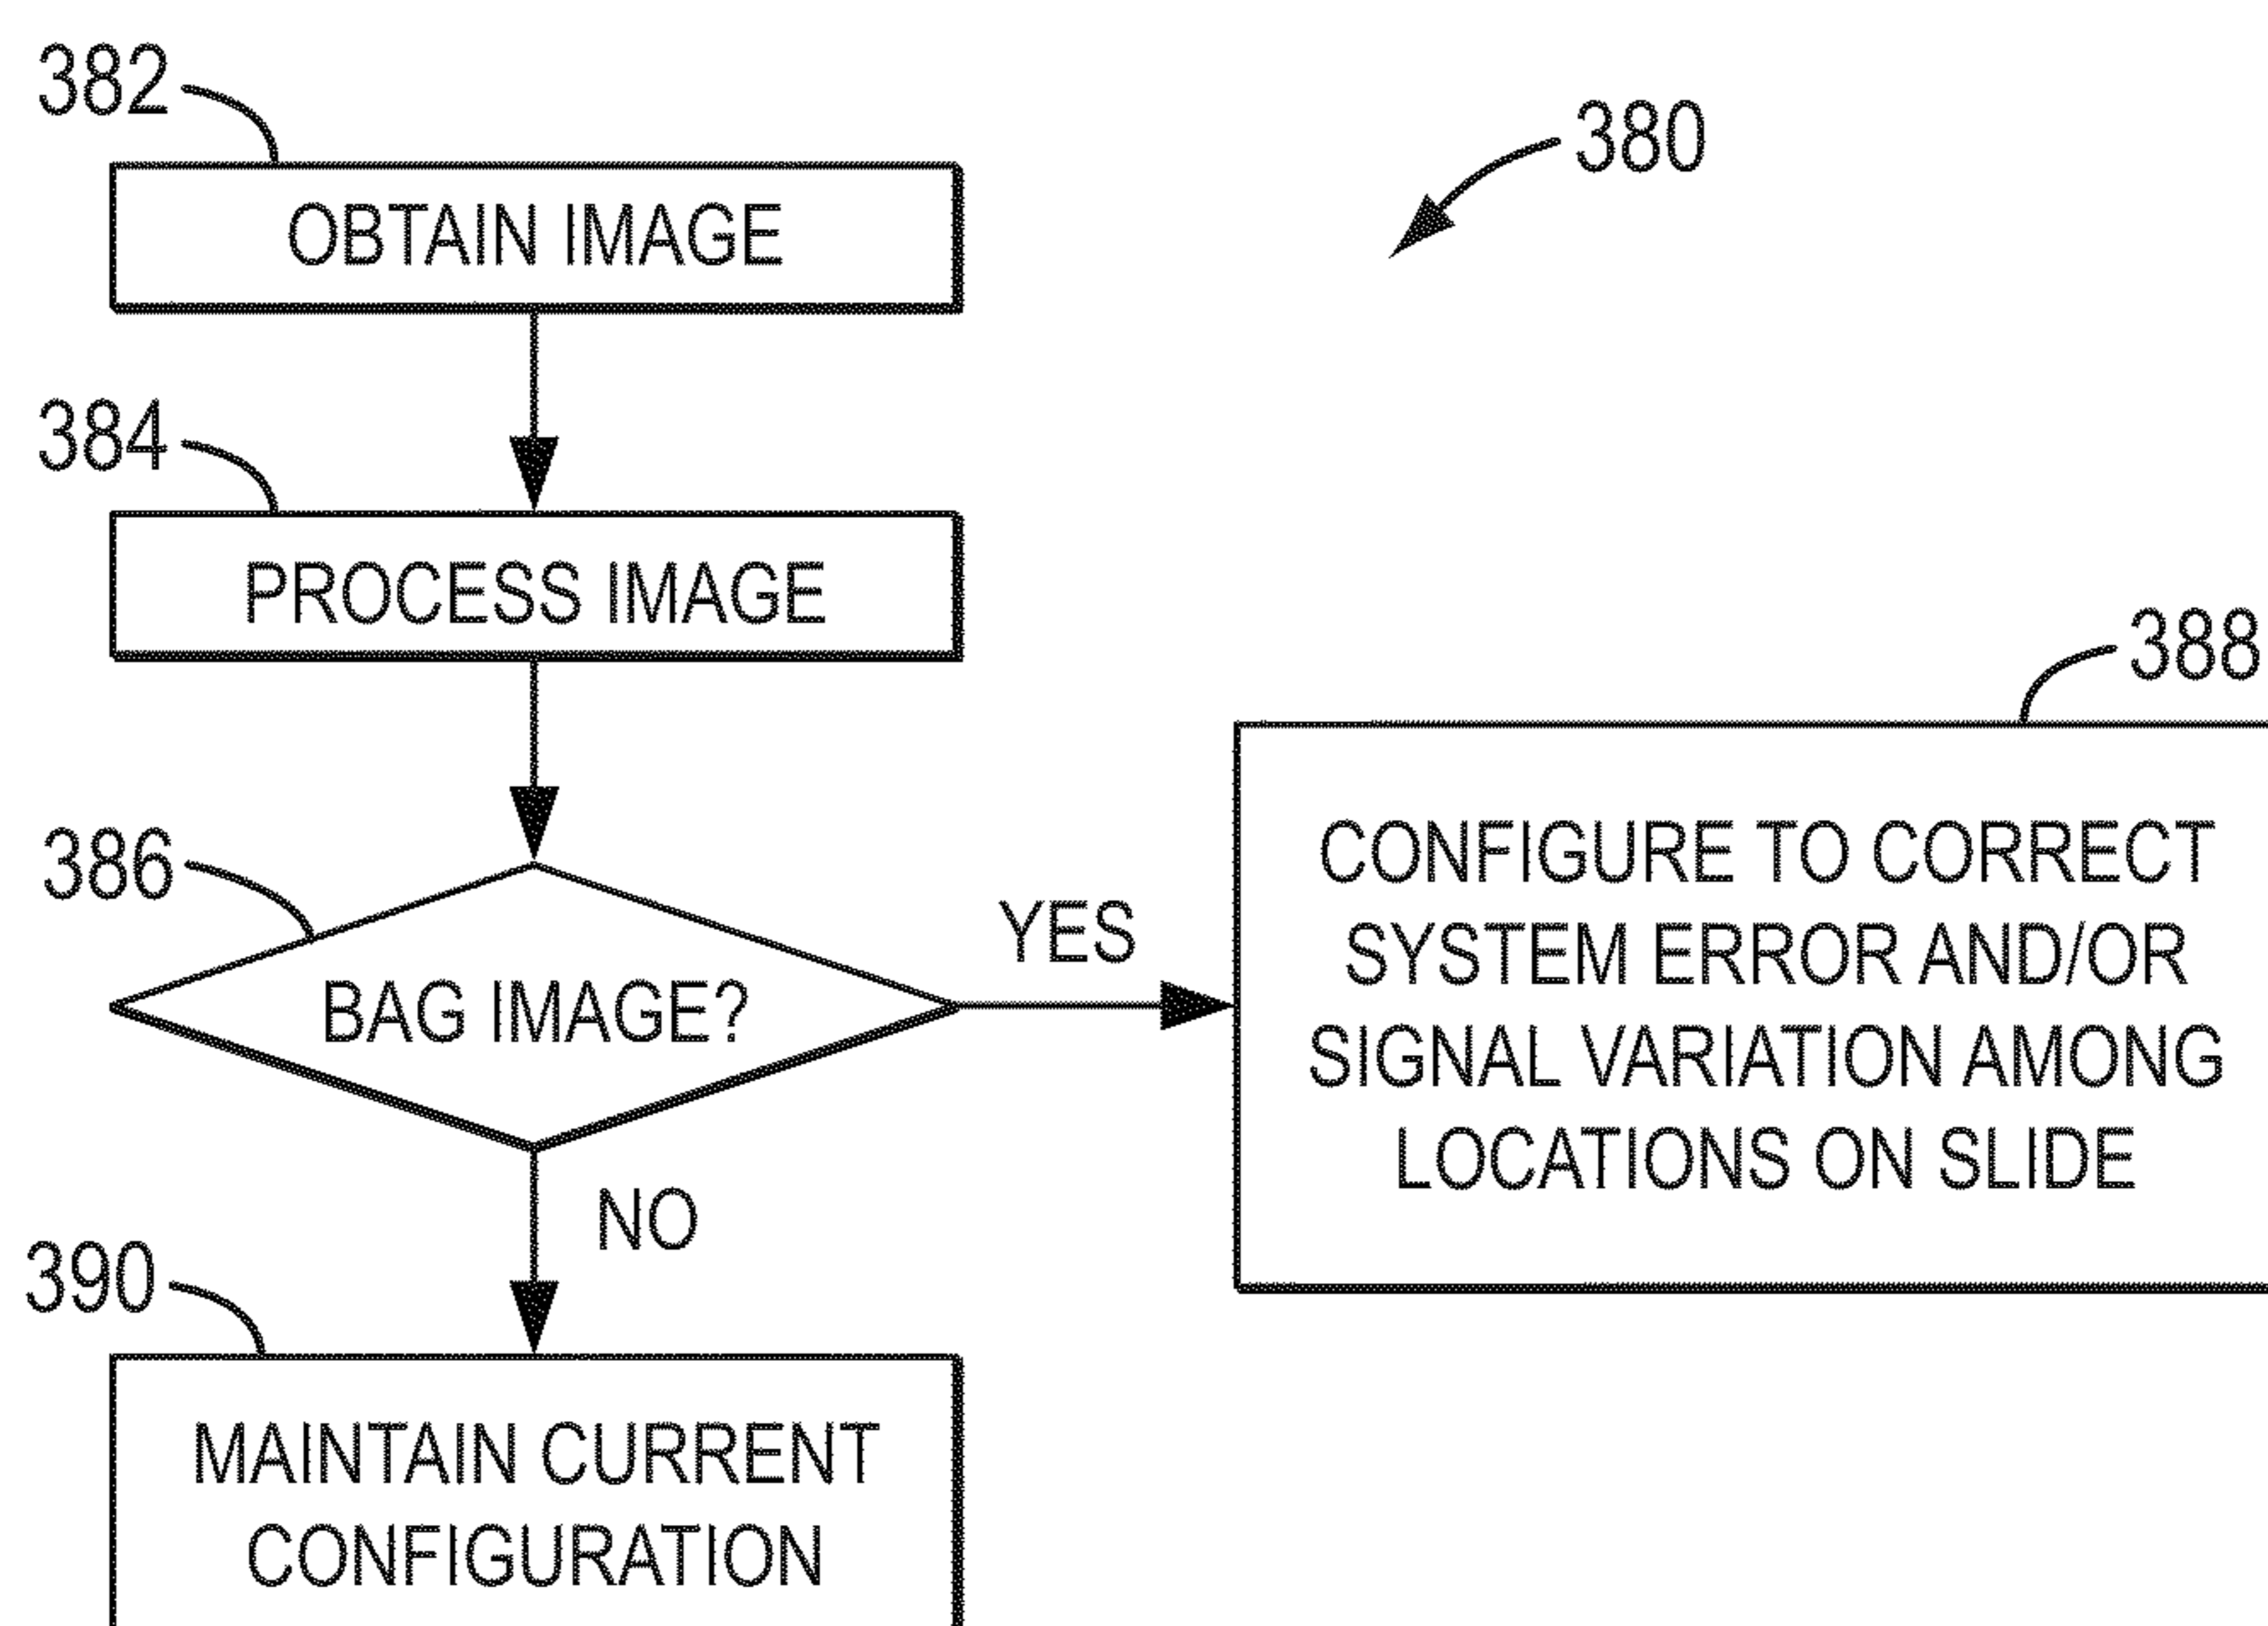 382
380
OBTAIN IMAGE
384
PROCESS IMAGE
388
386
BAG IMAGE?
YES
CONFIGURE TO CORRECT
SYSTEM ERROR AND/OR
SIGNAL VARIATION AMONG
LOCATIONS ON SLIDE
NO
390
MAINTAIN CURRENT
CONFIGURATION